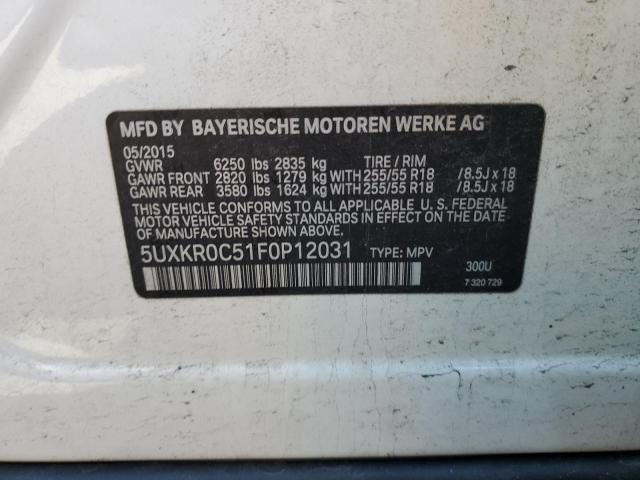 MFD BY BAYERISCHE MOTOREN WERKE AG
05/2015
GVWR 6250 lbs 2835 kg TIRE / RIM
GAWR FRONT 2820 lbs 1279 kg WITH 255/55 R18 /8.5J x 18
GAWR REAR 3580 lbs 1624 kg WITH 255/55 R18 /8.5J x 18
THIS VEHICLE CONFORMS TO ALL APPLICABLE U. S. FEDERAL
MOTOR VEHICLE SAFETY STANDARDS IN EFFECT ON THE DATE
OF MANUFACTURE SHOWN ABOVE.
5UXKR0C51F0P12031 TYPE: MPV
300U
7 320 729